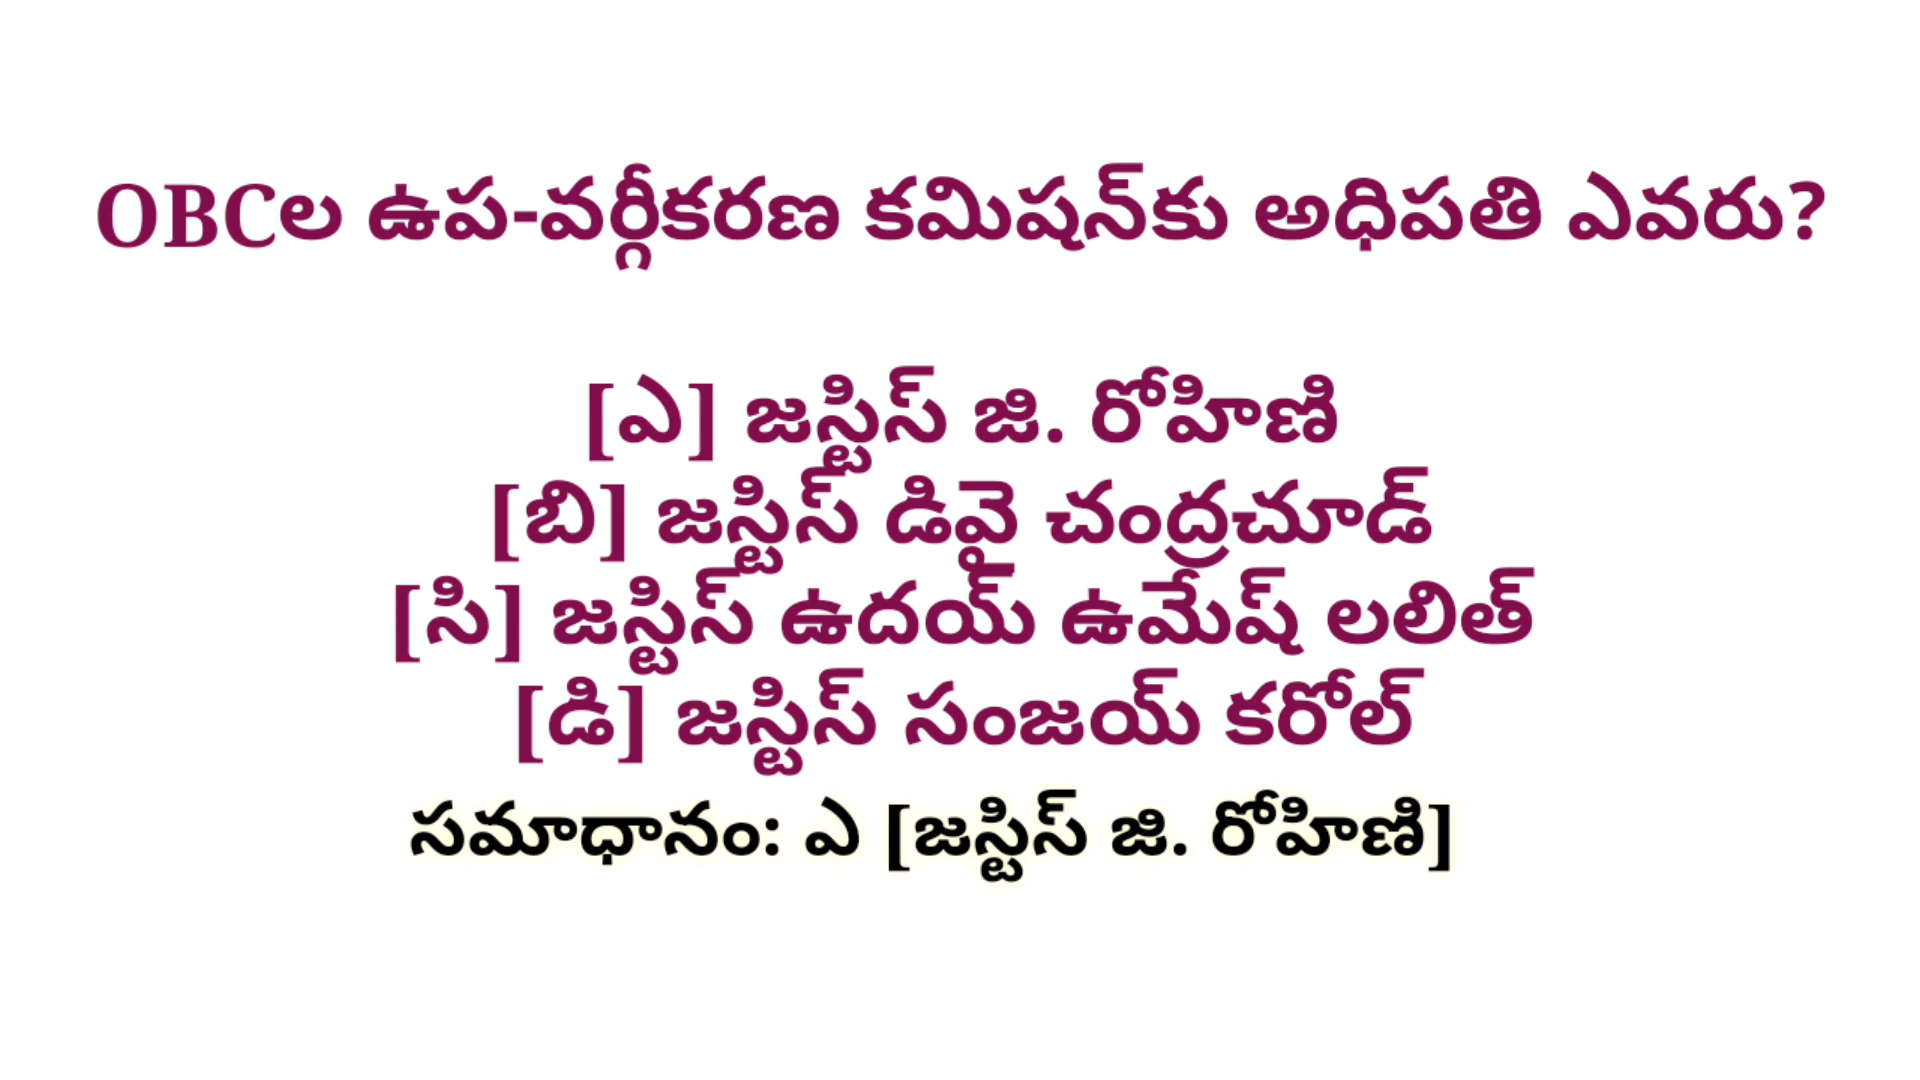 OBCల ఉప-వర్గీకరణ కమిషన్‌కు అధిపతి ఎవరు?
[ఎ] జస్టిస్ జి. రోహిణి
[బి] జస్టిస్ డివై చంద్రచూడ్
[సి] జస్టిస్ ఉదయ్ ఉమేష్ లలిత్
[డి] జస్టిస్ సంజయ్ కరోల్
సమాధానం: ఎ [జస్టిస్ జి. రోహిణి]